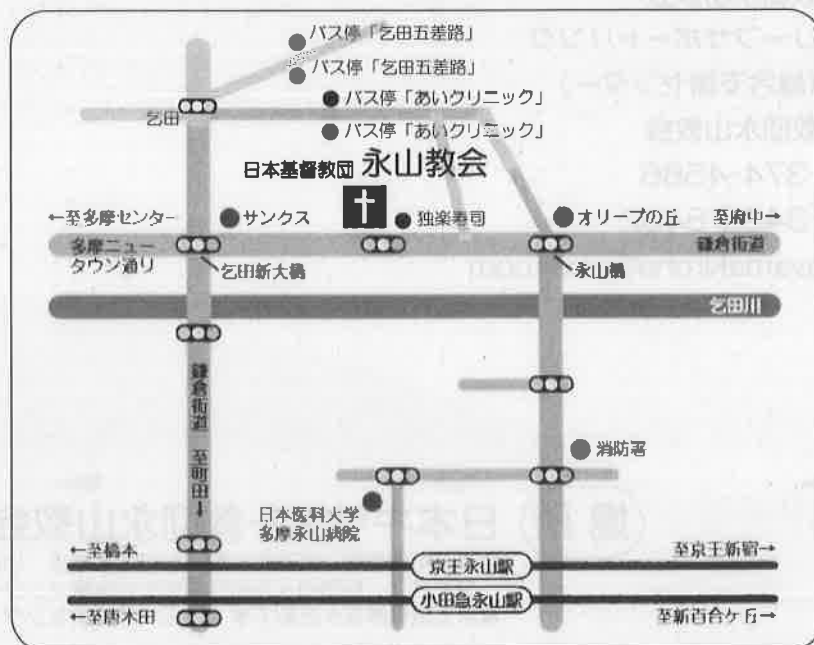 バス停「乞田五差路」
バス停「乞田五差路」
乞田
バス停「あいクリニック」
バス停「あいクリニック」
日本基督教団 永山教会
←至多摩センター
サンクス
独楽寿司
オリーブの丘
至府中→
多摩ニュー
タウン通り
乞田新大橋
永山橋
鎌倉街道
乞田川
鎌倉街道 至町田→
消防署
日本医科大学
多摩永山病院
←至橋本
京王永山駅
至京王新宿→
←至唐木田
小田急永山駅
至新百合ケ丘→